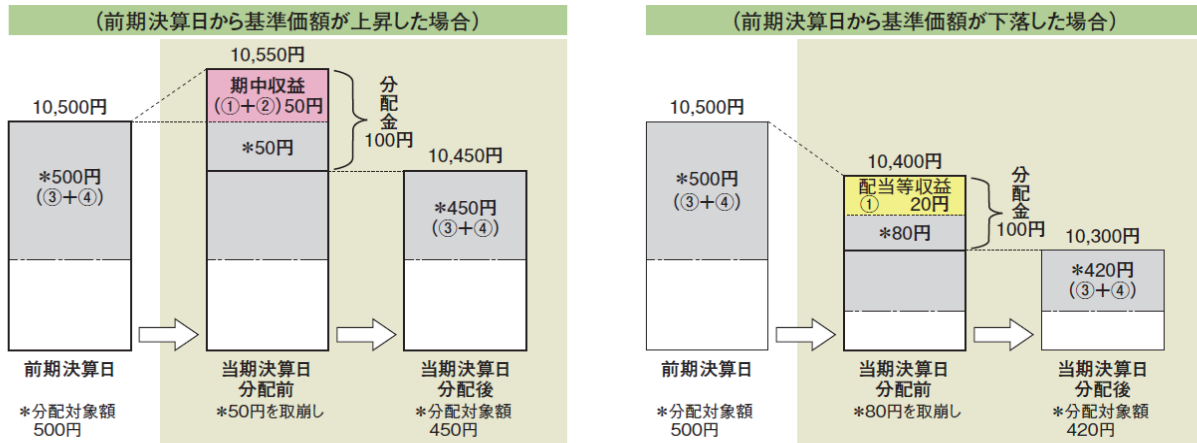 (前期決算日から基準価額が上昇した場合)
10,550円
10,500円
期中収益
(①+②)50円
*50円
分配金
100円
*500円
(③+④)
10,450円
*450円
(③+④)
前期決算日
当期決算日
分配前
当期決算日
分配後
*分配対象額
500円
*50円を取崩し
*分配対象額
450円
(前期決算日から基準価額が下落した場合)
10,500円
*500円
(③+④)
10,400円
配当等収益
① 20円
*80円
分配金
100円
10,300円
*420円
(③+④)
前期決算日
当期決算日
分配前
当期決算日
分配後
*分配対象額
500円
*80円を取崩し
*分配対象額
420円